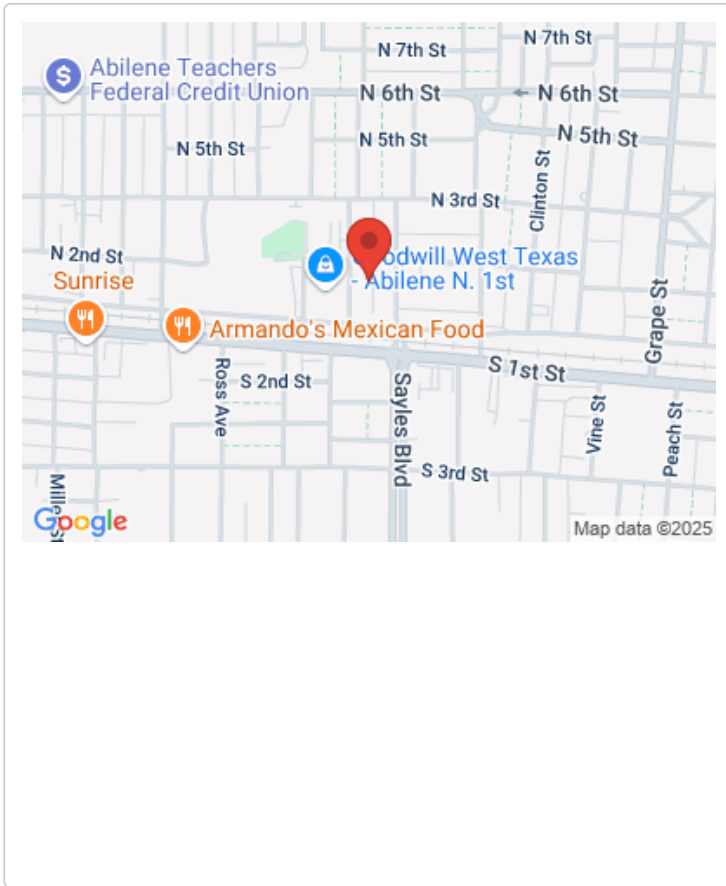 N 7th St
N 7th St
Abilene Teachers
Federal Credit Union
N 6th St
N 6th St
N 5th St
N 5th St
N 5th St
Clinton St
N 3rd St
N 2nd St
West Texas
- Abilene N. 1st
Sunrise
Armando's Mexican Food
Grape St
S 1st St
Ross Ave
S 2nd St
Sayles Blvd
Vine St
Peach St
S 3rd St
Google
Map data ©2025